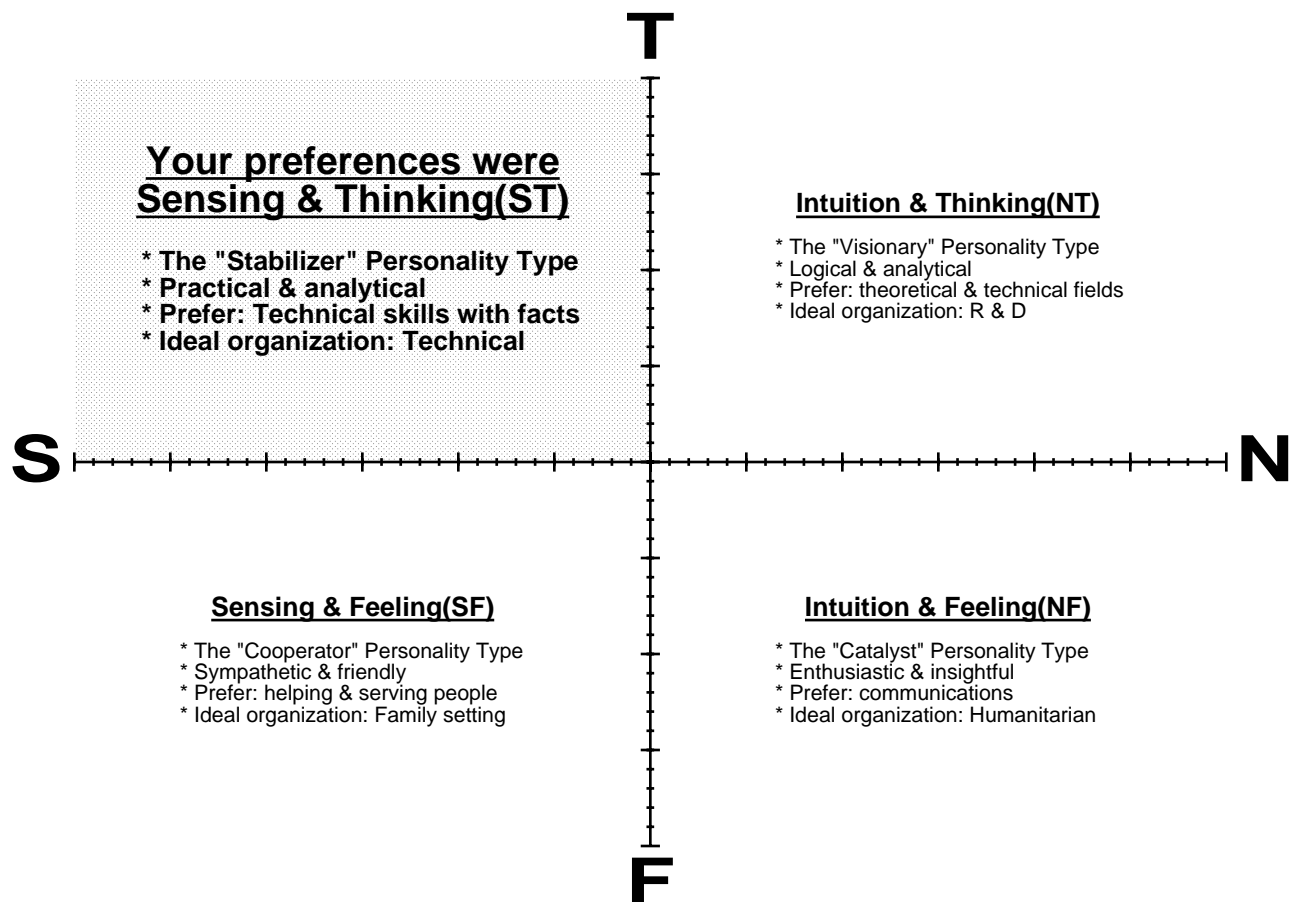 T
Your preferences were
Sensing & Thinking(ST)
* The "Stabilizer" Personality Type
* Practical & analytical
* Prefer: Technical skills with facts
* Ideal organization: Technical
Intuition & Thinking(NT)
* The "Visionary" Personality Type
* Logical & analytical
* Prefer: theoretical & technical fields
* Ideal organization: R & D
S
N
Sensing & Feeling(SF)
* The "Cooperator" Personality Type
* Sympathetic & friendly
* Prefer: helping & serving people
* Ideal organization: Family setting
Intuition & Feeling(NF)
* The "Catalyst" Personality Type
* Enthusiastic & insightful
* Prefer: communications
* Ideal organization: Humanitarian
F